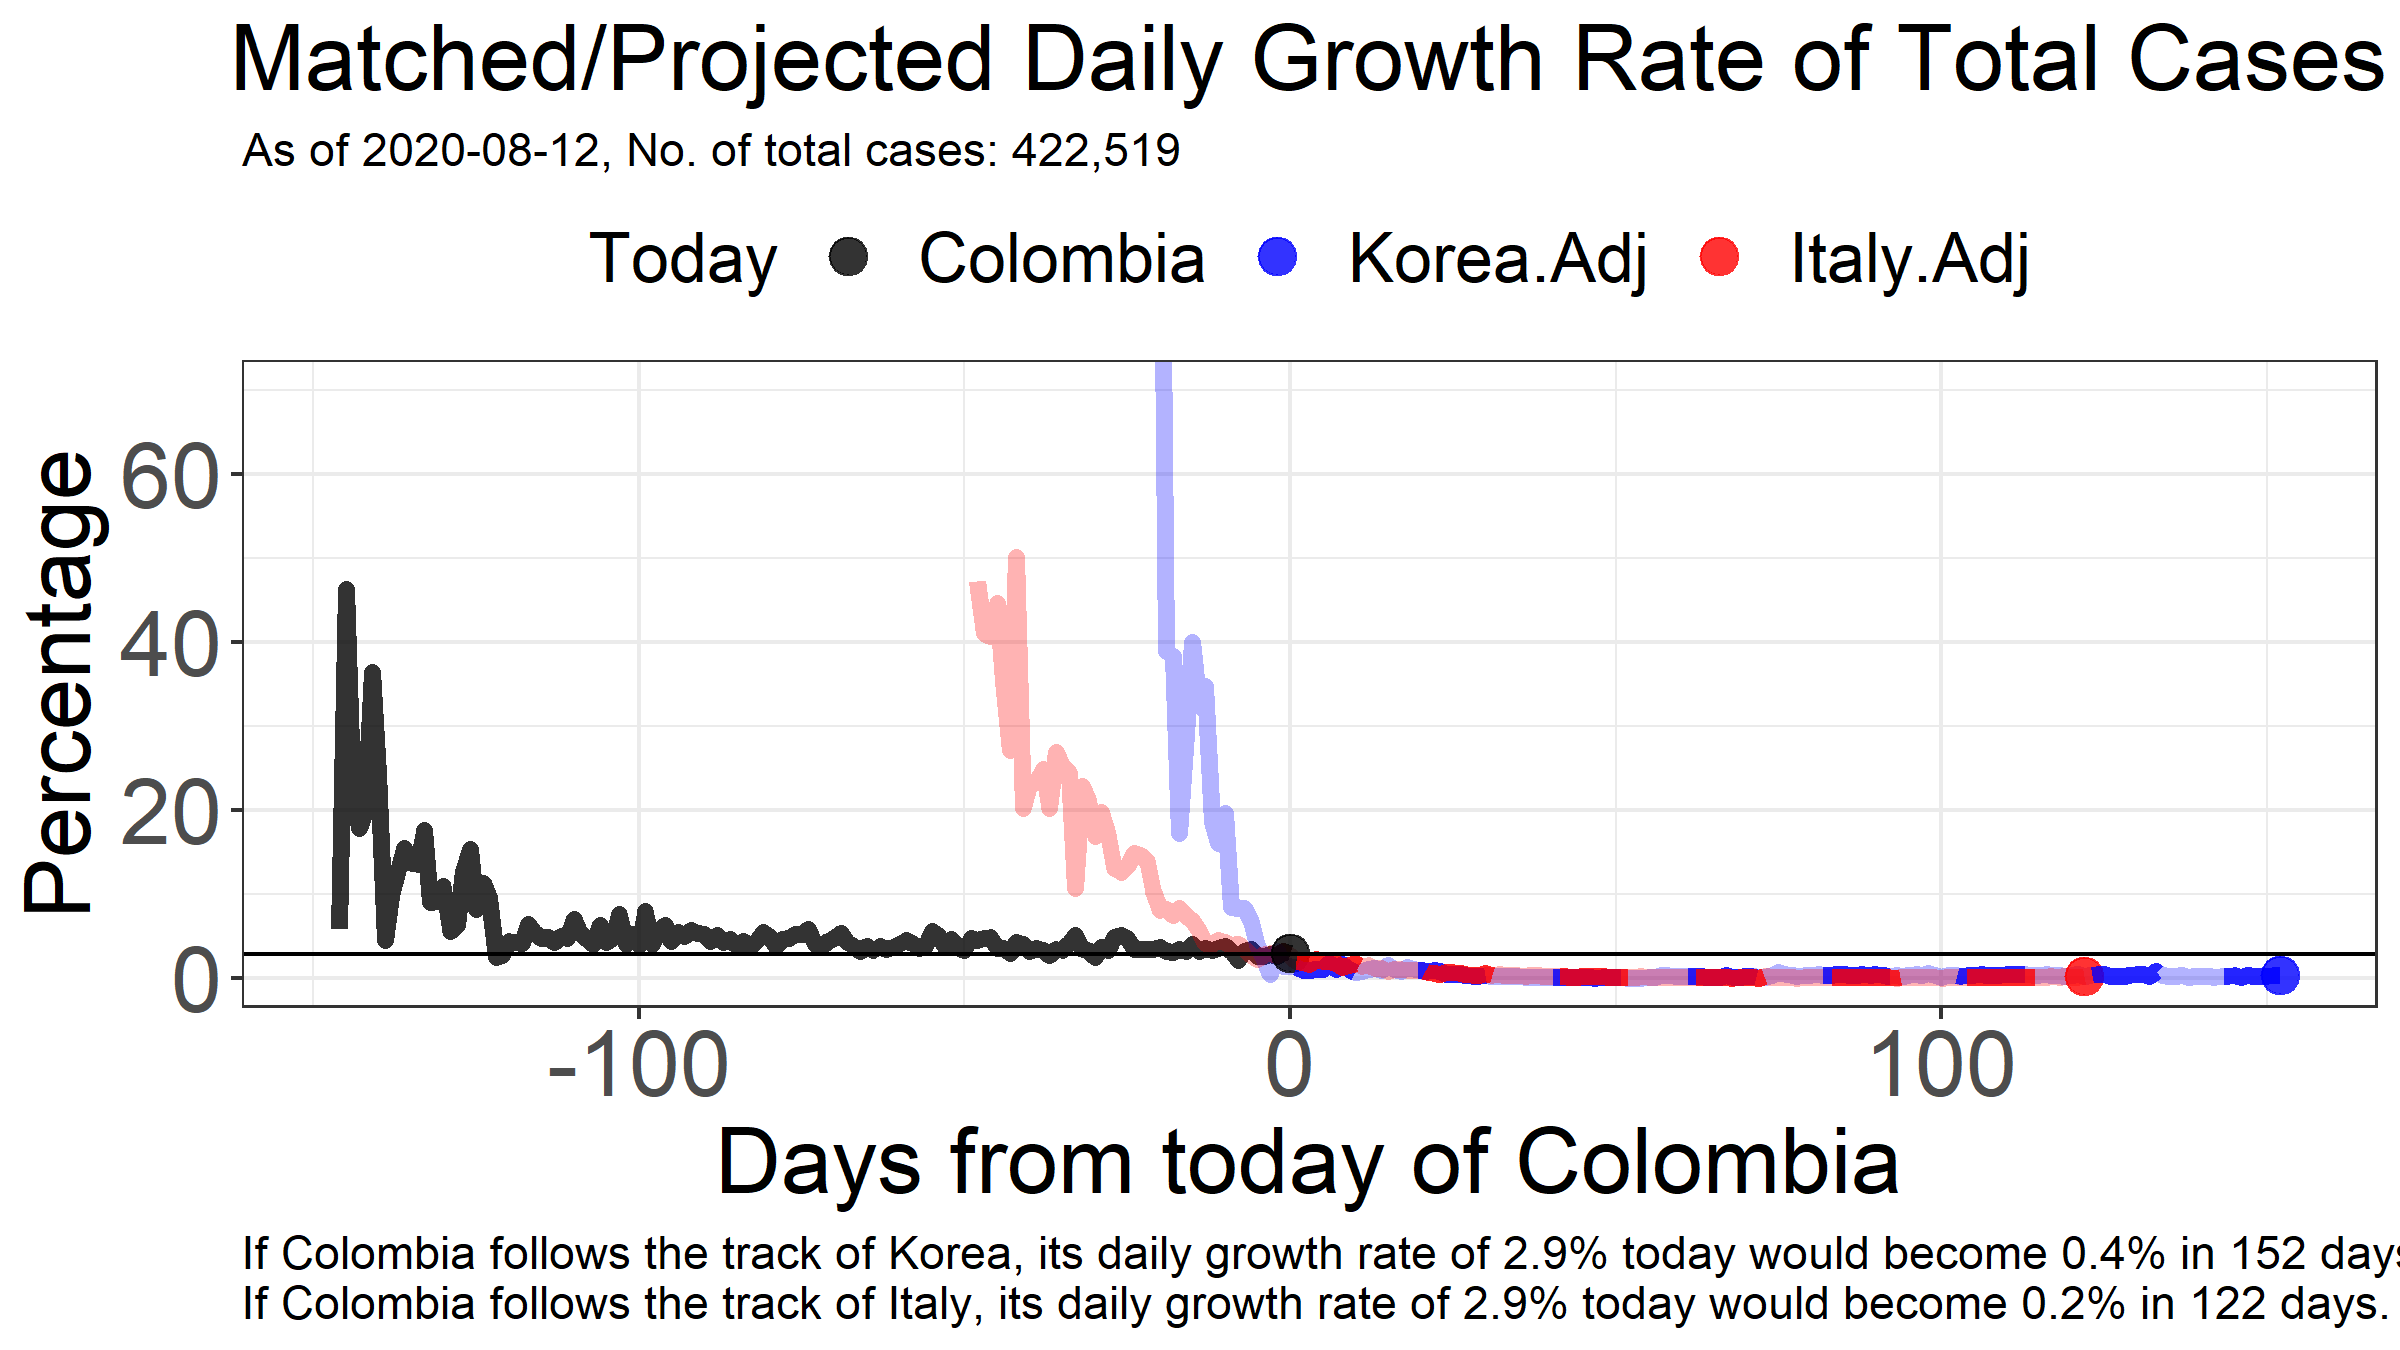 Matched/Projected Daily Growth Rate of Total Cases
As of 2020-08-12, No. of total cases: 422,519
Today Colombia Korea.Adj Italy.Adj
Percentage
60
40
20
0
-100 0 100
Days from today of Colombia
If Colombia follows the track of Korea, its daily growth rate of 2.9% today would become 0.4% in 152 days
If Colombia follows the track of Italy, its daily growth rate of 2.9% today would become 0.2% in 122 days.